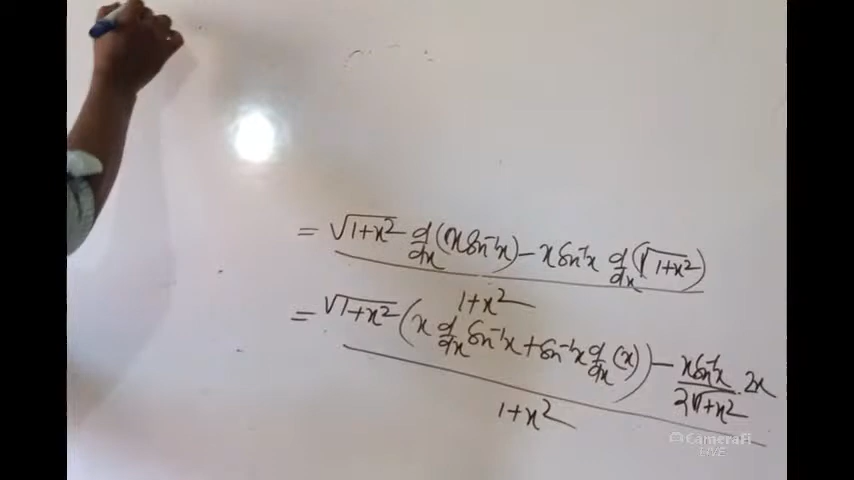 = √1+x² d/dx (x Sin⁻¹x) − x Sin⁻¹x d/dx (√1+x²)
1+x²
= √1+x² (x d/dx Sin⁻¹x + Sin⁻¹x d/dx (x)) − x Sin⁻¹x / 2√1+x² . 2x
1+x²
CameraFi
LIVE